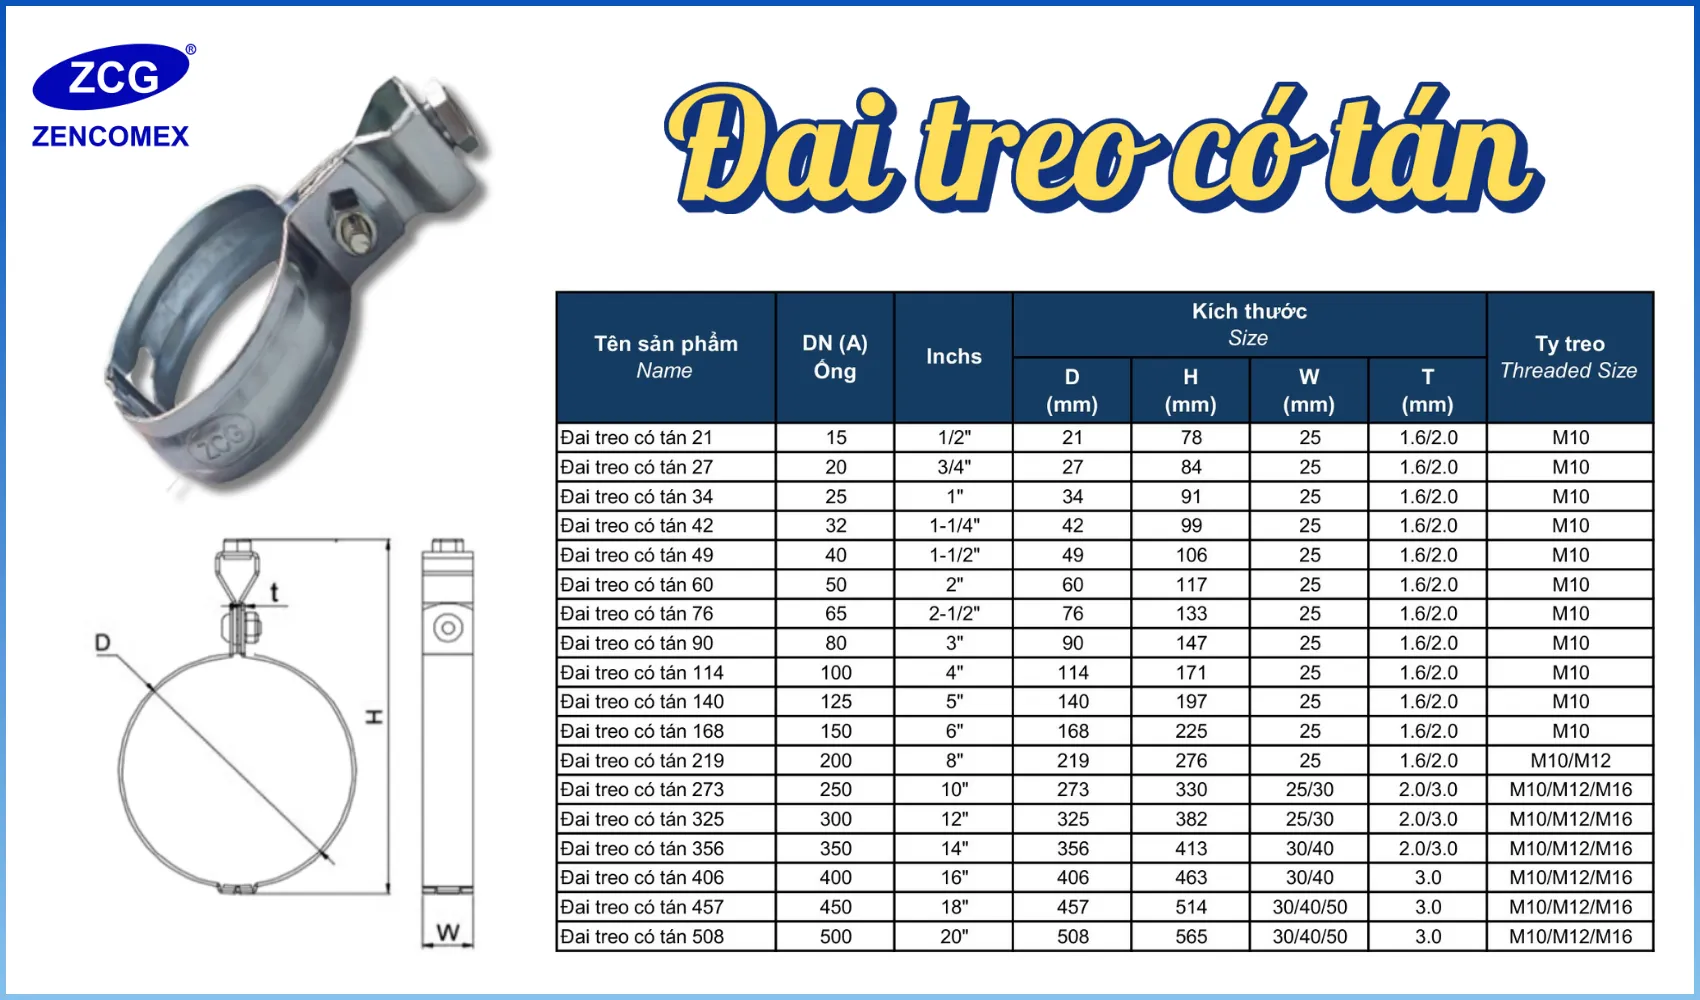 ZCG®
ZENCOMEX
Đai treo có tán
ZCG
D
t
H
W
Tên sản phẩm
Name
DN (A)
Ống
Inchs
Kích thước
Size
D
(mm)
H
(mm)
W
(mm)
T
(mm)
Ty treo
Threaded Size
Đai treo có tán 21 15 1/2" 21 78 25 1.6/2.0 M10
Đai treo có tán 27 20 3/4" 27 84 25 1.6/2.0 M10
Đai treo có tán 34 25 1" 34 91 25 1.6/2.0 M10
Đai treo có tán 42 32 1-1/4" 42 99 25 1.6/2.0 M10
Đai treo có tán 49 40 1-1/2" 49 106 25 1.6/2.0 M10
Đai treo có tán 60 50 2" 60 117 25 1.6/2.0 M10
Đai treo có tán 76 65 2-1/2" 76 133 25 1.6/2.0 M10
Đai treo có tán 90 80 3" 90 147 25 1.6/2.0 M10
Đai treo có tán 114 100 4" 114 171 25 1.6/2.0 M10
Đai treo có tán 140 125 5" 140 197 25 1.6/2.0 M10
Đai treo có tán 168 150 6" 168 225 25 1.6/2.0 M10
Đai treo có tán 219 200 8" 219 276 25 1.6/2.0 M10/M12
Đai treo có tán 273 250 10" 273 330 25/30 2.0/3.0 M10/M12/M16
Đai treo có tán 325 300 12" 325 382 25/30 2.0/3.0 M10/M12/M16
Đai treo có tán 356 350 14" 356 413 30/40 2.0/3.0 M10/M12/M16
Đai treo có tán 406 400 16" 406 463 30/40 3.0 M10/M12/M16
Đai treo có tán 457 450 18" 457 514 30/40/50 3.0 M10/M12/M16
Đai treo có tán 508 500 20" 508 565 30/40/50 3.0 M10/M12/M16